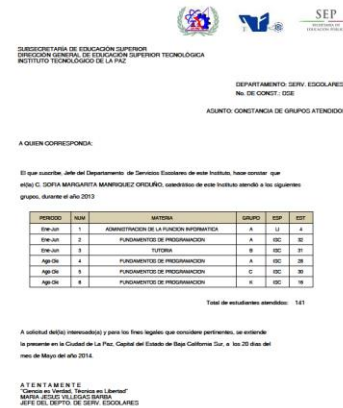 SEP
SUBSECRETARÍA DE EDUCACIÓN SUPERIOR
DIRECCIÓN GENERAL DE EDUCACIÓN SUPERIOR TECNOLÓGICA
INSTITUTO TECNOLÓGICO DE LA PAZ
DEPARTAMENTO: SERV. ESCOLARES
No. DE CONST.: DSE
ASUNTO: CONSTANCIA DE GRUPOS ATENDIDOS
A QUIEN CORRESPONDA:
El que suscribe, Jefe del Departamento de Servicios Escolares de este Instituto, hace constar que
el(la) C. SOFIA MARGARITA MANRIQUEZ ORDUÑO, catedrático de este Instituto atendió a los siguientes
grupos, durante el año 2013
PERIODO NUM MATERIA GRUPO ESP EST
Ene-Jun 1 ADMINISTRACION DE LA FUNCION INFORMATICA A LI 4
Ene-Jun 2 FUNDAMENTOS DE PROGRAMACION A ISC 32
Ene-Jun 3 TUTORIA B ISC 31
Ago-Dic 4 FUNDAMENTOS DE PROGRAMACION A ISC 28
Ago-Dic 5 FUNDAMENTOS DE PROGRAMACION C ISC 30
Ago-Dic 6 FUNDAMENTOS DE PROGRAMACION K ISC 16
Total de estudiantes atendidos: 141
A solicitud del(la) interesado(a) y para los fines legales que considere pertinentes, se extiende
la presente en la Ciudad de La Paz, Capital del Estado de Baja California Sur, a los 20 días del
mes de Mayo del año 2014.
A T E N T A M E N T E
"Ciencia es Verdad, Técnica es Libertad"
MARIA JESUS VILLEGAS BARBA
JEFE DEL DEPTO. DE SERV. ESCOLARES